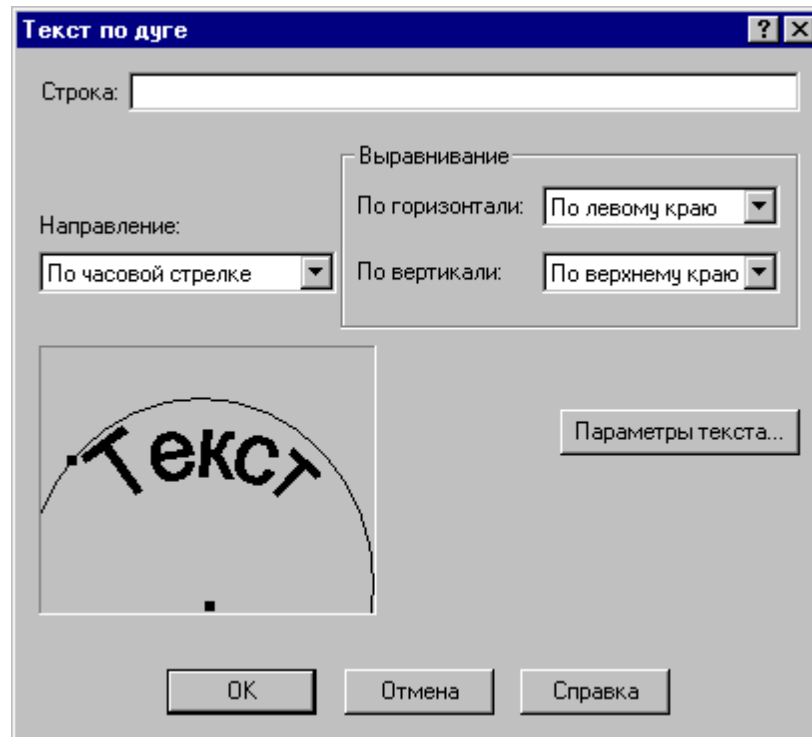 Текст по дуге
Строка:
Выравнивание
По горизонтали: По левому краю
Направление:
По часовой стрелке
По вертикали: По верхнему краю
Текст
Параметры текста...
OK Отмена Справка